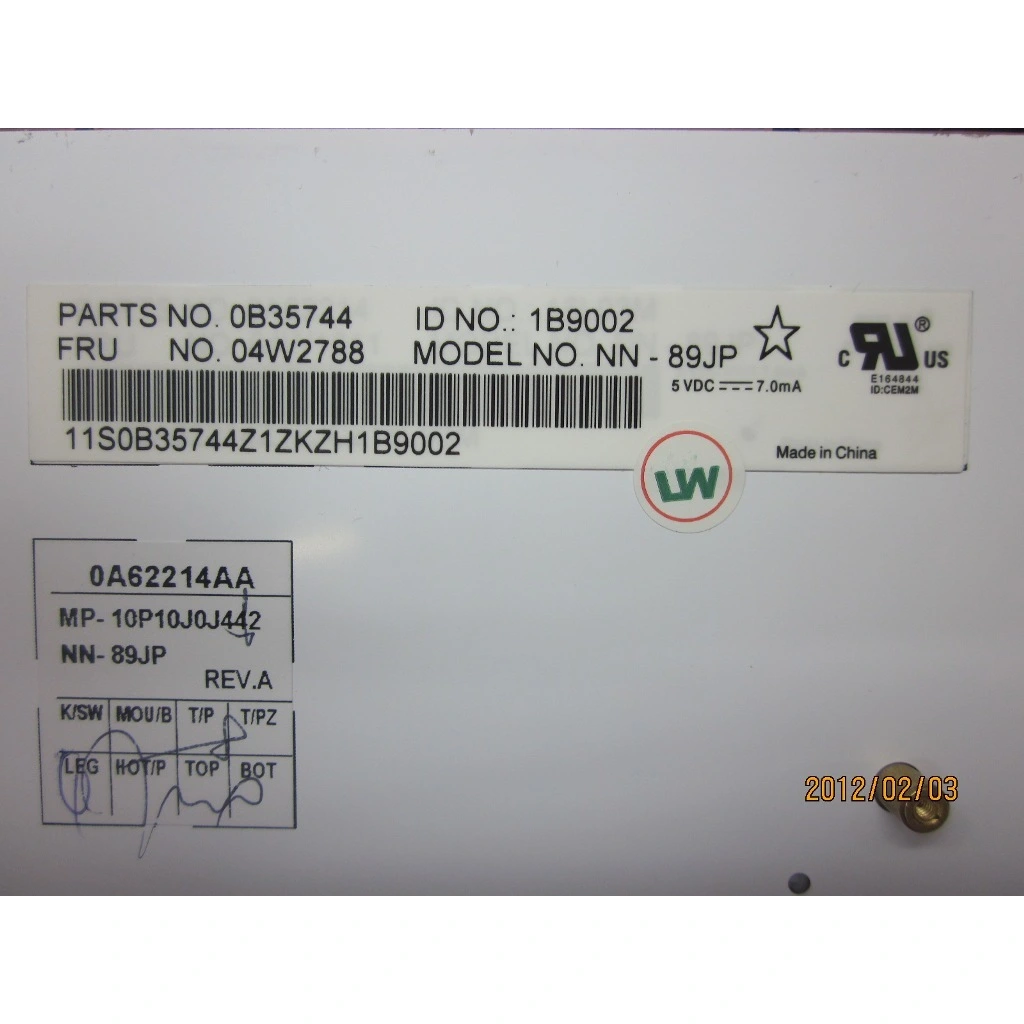 PARTS NO. 0B35744 ID NO.: 1B9002
FRU NO. 04W2788 MODEL NO. NN - 89JP
5 VDC 7.0mA
c RU ® US
E164844
ID:CEM2M
11S0B35744Z1ZKZH1B9002
Made in China
LW
0A62214AA
MP- 10P10J0J442
NN- 89JP
REV.A
K/SW MOU/B T/P T/PZ
LEG HOT/P TOP BOT
2012/02/03